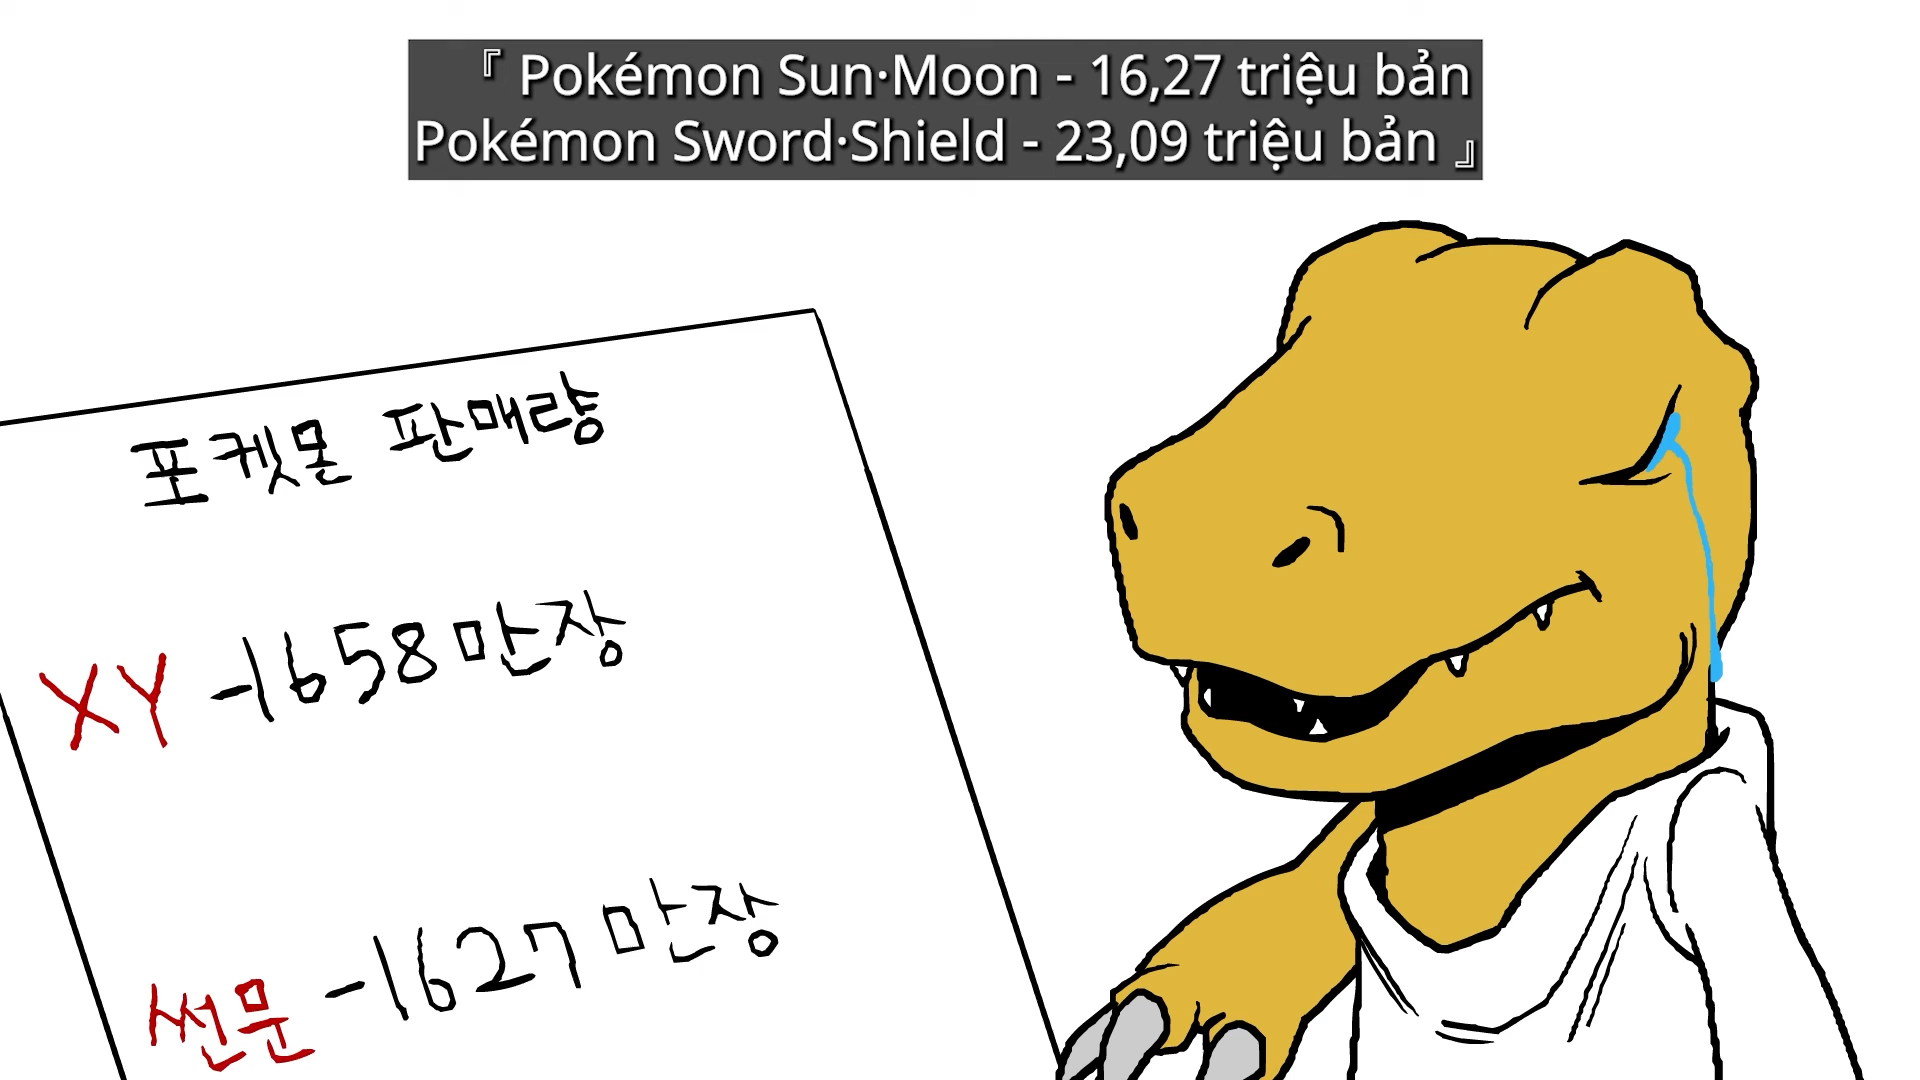 『 Pokémon Sun·Moon - 16,27 triệu bản
Pokémon Sword·Shield - 23,09 triệu bản 』
포켓몬 판매량
XY -1658만장
썬문 -1627만장